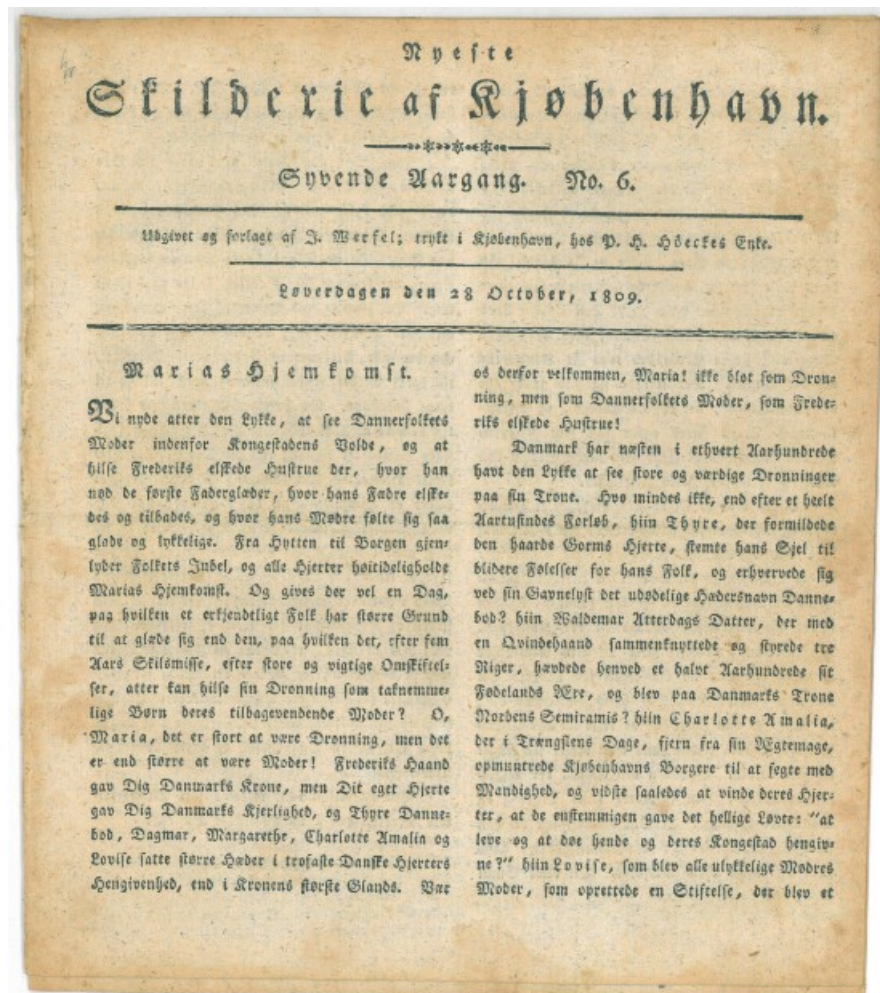 Nyeste
Skilderie af Kjøbenhavn.
Syvende Aargang. No. 6.
Udgivet og forlagt af J. Werfel; trykt i Kjøbenhavn, hos P. H. Höeckes Enke.
Løverdagen den 28 October, 1809.
Marias Hjemkomst.
Vi nyde atter den Lykke, at see Dannerfolkets
Moder indenfor Kongestadens Volde, og at
hilse Frederiks elskede Hustrue der, hvor han
nød de første Faderglæder, hvor hans Fædre elske-
des og tilbades, og hvor hans Mødre følte sig saa
glade og lykkelige. Fra Hytten til Borgen gjen-
lyder Folkets Jubel, og alle Hjerter høitideligholde
Marias Hjemkomst. Og gives der vel en Dag,
paa hvilken et erkjendtligt Folk har større Grund
til at glæde sig end den, paa hvilken det, efter fem
Aars Skilsmisse, efter store og vigtige Omskiftel-
ser, atter kan hilse sin Dronning som taknemme-
lige Børn deres tilbagevendende Moder? O,
Maria, det er stort at være Dronning, men det
er end større at være Moder! Frederiks Haand
gav Dig Danmarks Krone, men Dit eget Hjerte
gav Dig Danmarks Kjerlighed, og Thyre Danne-
bod, Dagmar, Margarethe, Charlotte Amalia og
Lovise satte større Hæder i trofaste Danske Hjerters
Hengivenhed, end i Kronens største Glands. Vær
os derfor velkommen, Maria! ikke blot som Dron-
ning, men som Dannerfolkets Moder, som Frede-
riks elskede Hustrue!
Danmark har næsten i ethvert Aarhundrede
havt den Lykke at see store og værdige Dronninger
paa sin Trone. Hvo mindes ikke, end efter et heelt
Aartusindes Forløb, hiin Thyre, der formildede
den haarde Gorms Hjerte, stemte hans Sjel til
blidere Følelser for hans Folk, og erhvervede sig
ved sin Gavnelyst det udødelige Hædersnavn Danne-
bod? hiin Waldemar Atterdags Datter, der med
en Qvindehaand sammenknyttede og styrede tre
Riger, hævdede henved et halvt Aarhundrede sit
Fødelands Ære, og blev paa Danmarks Trone
Nordens Semiramis? hiin Charlotte Amalia,
der i Trængslens Dage, fjern fra sin Ægtemage,
opmuntrede Kjøbenhavns Borgere til at fegte med
Mandighed, og vidste saaledes at vinde deres Hjer-
ter, at de enstemmigen gave det hellige Løvte: "at
leve og at døe hende og deres Kongestad hengiv-
ne?" hiin Lovise, som blev alle ulykkelige Mødres
Moder, som oprettede en Stiftelse, der blev et